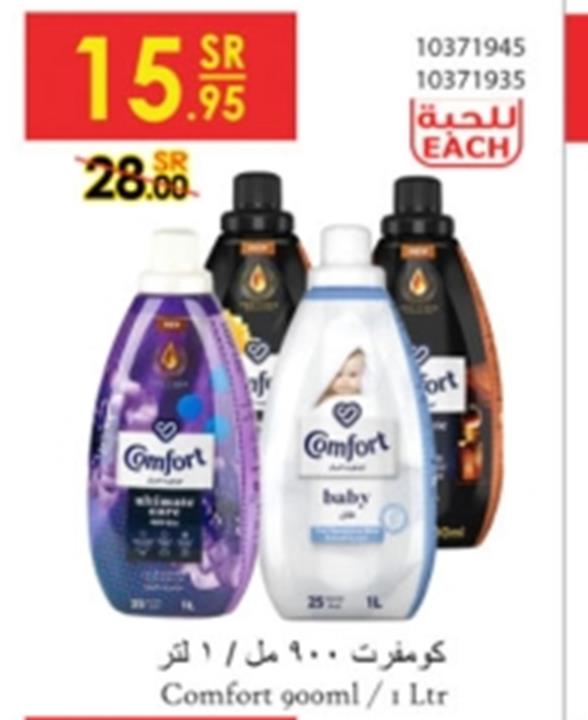 15.95 SR
10371945
10371935
للحبة
EACH
28.00 SR
Comfort
ultimate
care
Comfort
baby
25 1L
1L
كومفرت ٩٠٠ مل / ١ لتر
Comfort 900ml / 1 Ltr